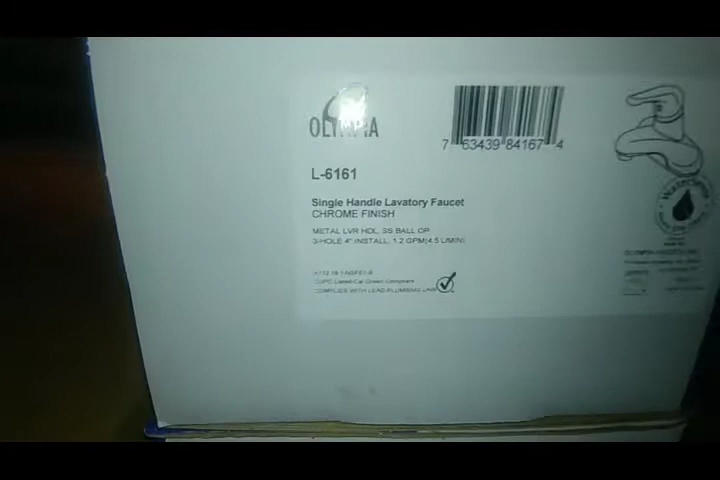 OLYMPIA
7 63439 84167 4
L-6161
Single Handle Lavatory Faucet
CHROME FINISH
METAL LVR HDL, SS BALL OP
3-HOLE 4" INSTALL, 1.2 GPM(4.5 L/MIN)
COMPLIES WITH LEAD PLUMBING LAW
WaterSense